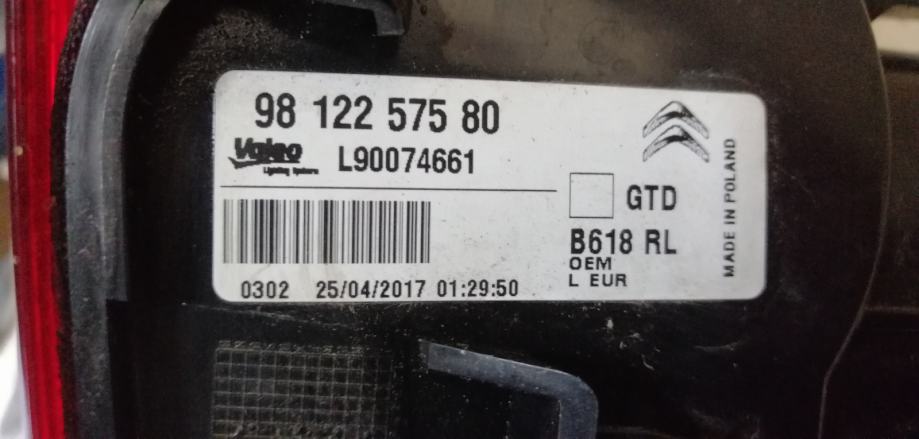 98 122 575 80
Valeo
Lighting Systems
L90074661
GTD
B618 RL
OEM
L EUR
0302 25/04/2017 01:29:50
MADE IN POLAND